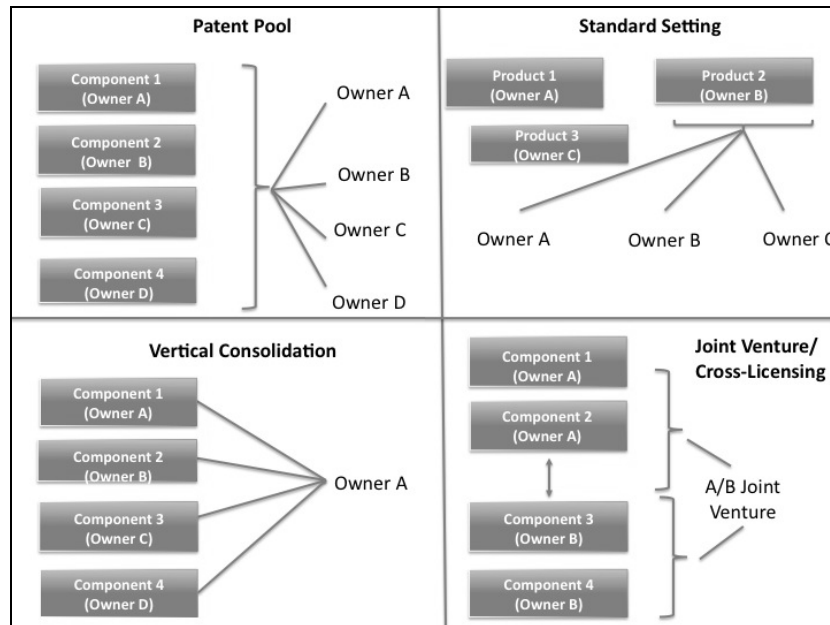 Patent Pool
Component 1
(Owner A)
Component 2
(Owner B)
Component 3
(Owner C)
Component 4
(Owner D)
Owner A
Owner B
Owner C
Owner D
Standard Setting
Product 1
(Owner A)
Product 2
(Owner B)
Product 3
(Owner C)
Owner A
Owner B
Owner C
Vertical Consolidation
Component 1
(Owner A)
Component 2
(Owner B)
Component 3
(Owner C)
Component 4
(Owner D)
Owner A
Joint Venture/
Cross-Licensing
Component 1
(Owner A)
Component 2
(Owner A)
Component 3
(Owner B)
Component 4
(Owner B)
A/B Joint
Venture